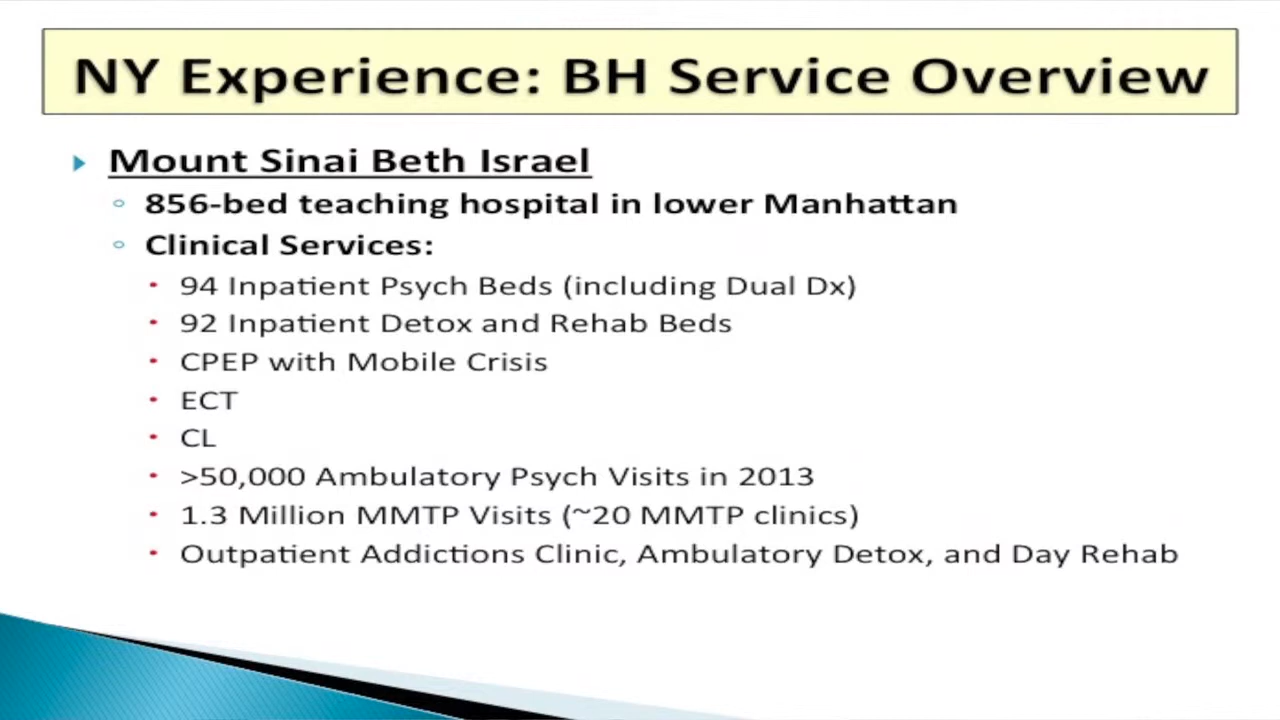 NY Experience: BH Service Overview
Mount Sinai Beth Israel
856-bed teaching hospital in lower Manhattan
Clinical Services:
94 Inpatient Psych Beds (including Dual Dx)
92 Inpatient Detox and Rehab Beds
CPEP with Mobile Crisis
ECT
CL
>50,000 Ambulatory Psych Visits in 2013
1.3 Million MMTP Visits (~20 MMTP clinics)
Outpatient Addictions Clinic, Ambulatory Detox, and Day Rehab